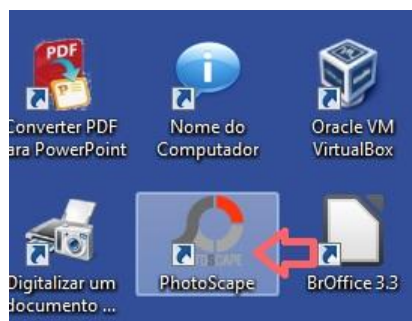 PDF
Converter PDF
ara PowerPoint
Nome do
Computador
Oracle VM
VirtualBox
Digitalizar um
documento ...
PhotoScape
BrOffice 3.3